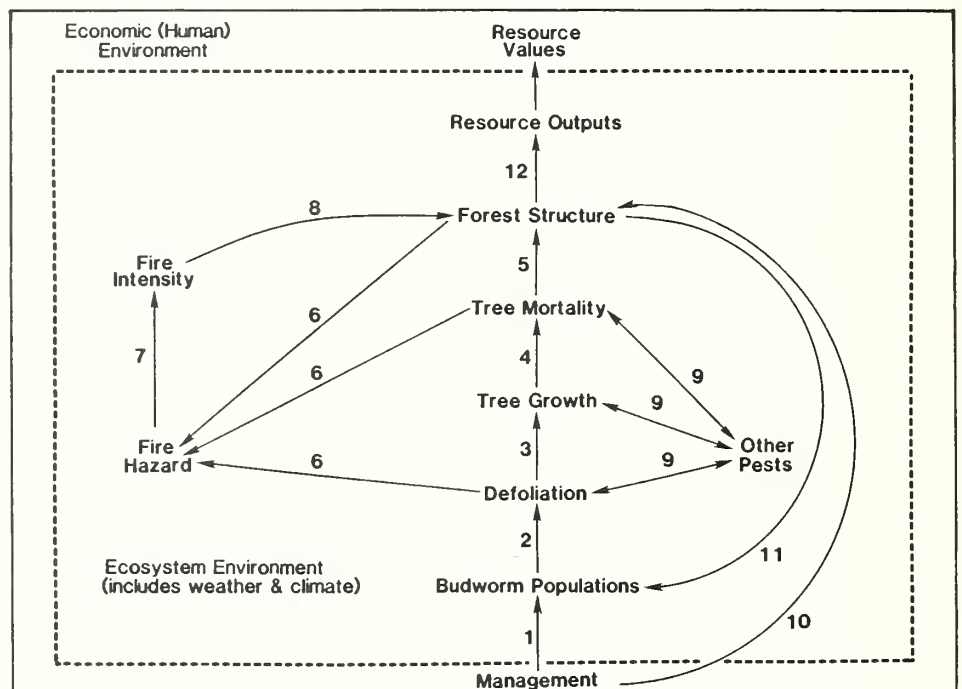 Economic (Human)
Environment
Resource
Values
Resource Outputs
12
8
Forest Structure
Fire
Intensity
5
6
Tree Mortality
7
4
6
9
Tree Growth
9
Fire
Hazard
3
Other
Pests
6
9
Defoliation
2
Ecosystem Environment
(includes weather & climate)
11
Budworm Populations
10
1
Management